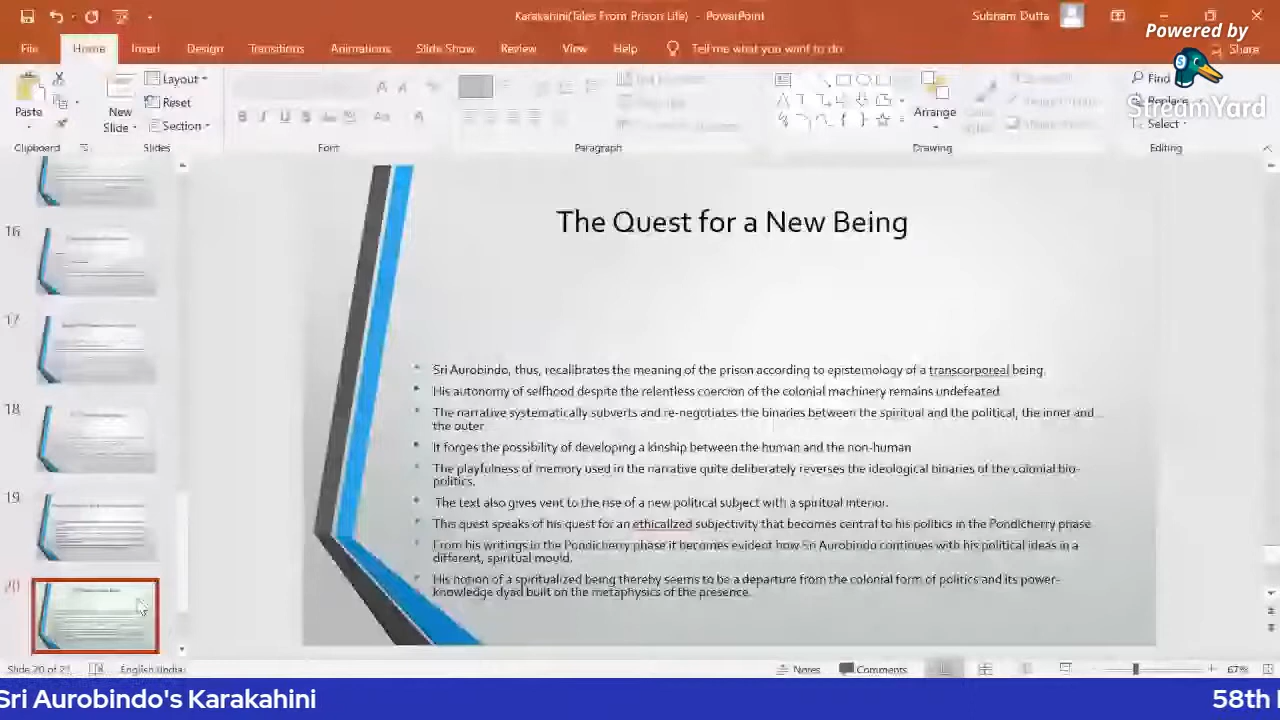 Karakahini(Tales From Prison Life) - PowerPoint
Subram Dutta
Powered by
StreamYard
File Home Insert Design Transitions Animations Slide Show Review View Help Tell me what you want to do Share
Layout
Find
Paste
New
Reset
Arrange
Replace
Slide
Section
Select
Clipboard Slides Font Paragraph Drawing Editing
The Quest for a New Being
Sri Aurobindo, thus, recalibrates the meaning of the prison according to epistemology of a transcorporeal being.
His autonomy of selfhood despite the relentless coercion of the colonial machinery remains undefeated.
The narrative systematically subverts and re-negotiates the binaries between the spiritual and the political, the inner and
the outer
It forges the possibility of developing a kinship between the human and the non-human
The playfulness of memory used in the narrative quite deliberately reverses the ideological binaries of the colonial bio-
politics.
The text also gives vent to the rise of a new political subject with a spiritual interior.
This quest speaks of his quest for an ethicalized subjectivity that becomes central to his politics in the Pondicherry phase
From his writings in the Pondicherry phase it becomes evident how Sri Aurobindo continues with his political ideas in a
different, spiritual mould.
His notion of a spiritualized being thereby seems to be a departure from the colonial form of politics and its power-
knowledge dyad built on the metaphysics of the presence.
16
17
18
19
20
Slide 20 of 21 English (India) Notes Comments 67%
Sri Aurobindo's Karakahini
58th